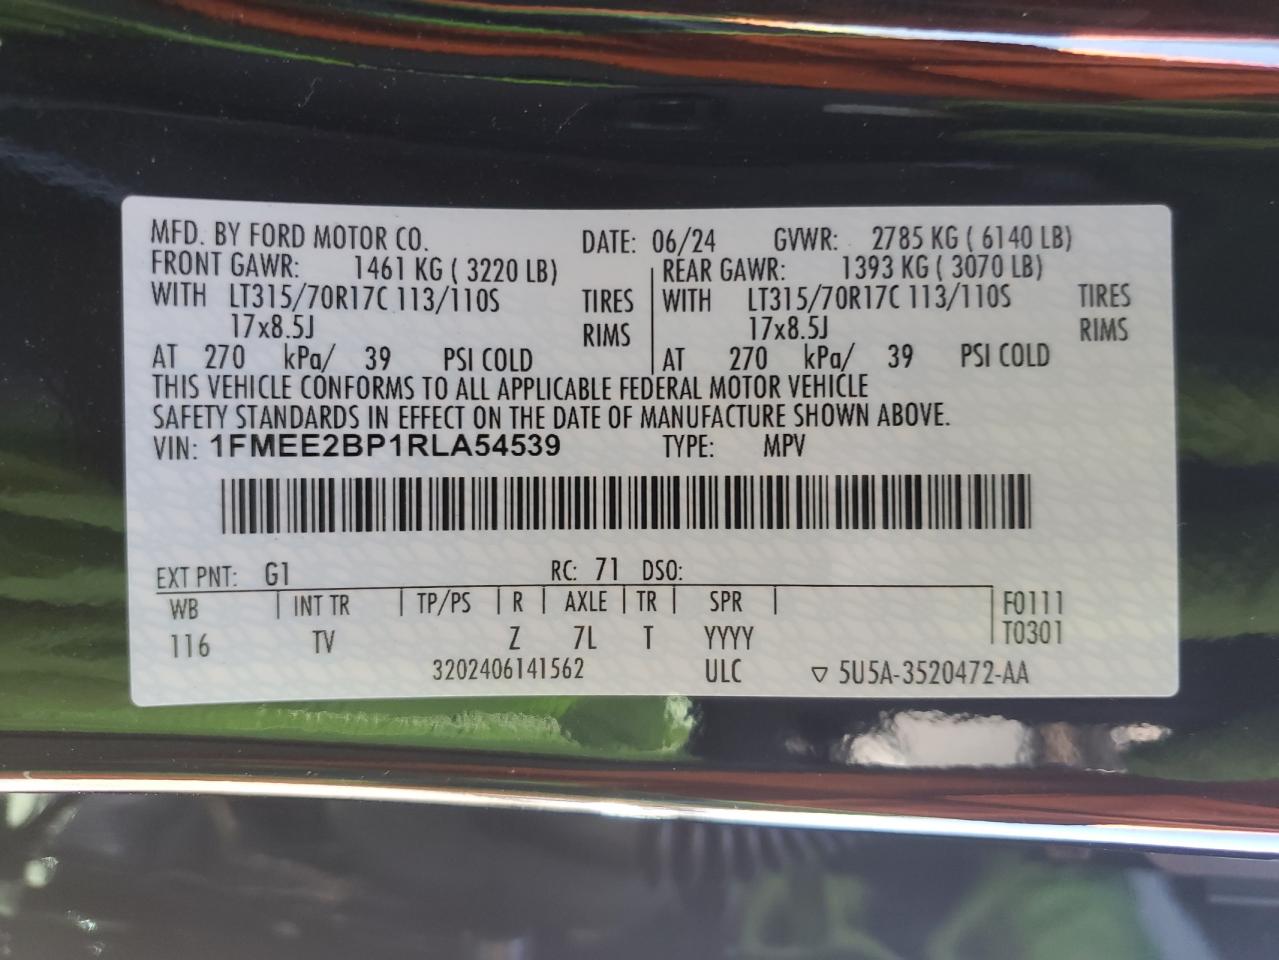 MFD. BY FORD MOTOR CO. DATE: 06/24 GVWR: 2785 KG ( 6140 LB)
FRONT GAWR: 1461 KG ( 3220 LB) REAR GAWR: 1393 KG ( 3070 LB)
WITH LT315/70R17C 113/110S TIRES WITH LT315/70R17C 113/110S TIRES
17x8.5J RIMS 17x8.5J RIMS
AT 270 kPa/ 39 PSI COLD AT 270 kPa/ 39 PSI COLD
THIS VEHICLE CONFORMS TO ALL APPLICABLE FEDERAL MOTOR VEHICLE
SAFETY STANDARDS IN EFFECT ON THE DATE OF MANUFACTURE SHOWN ABOVE.
VIN: 1FMEE2BP1RLA54539 TYPE: MPV
EXT PNT: G1 RC: 71 DSO:
WB INT TR TP/PS R AXLE TR SPR F0111
116 TV Z 7L T YYYY T0301
3202406141562 ULC ▽ 5U5A-3520472-AA